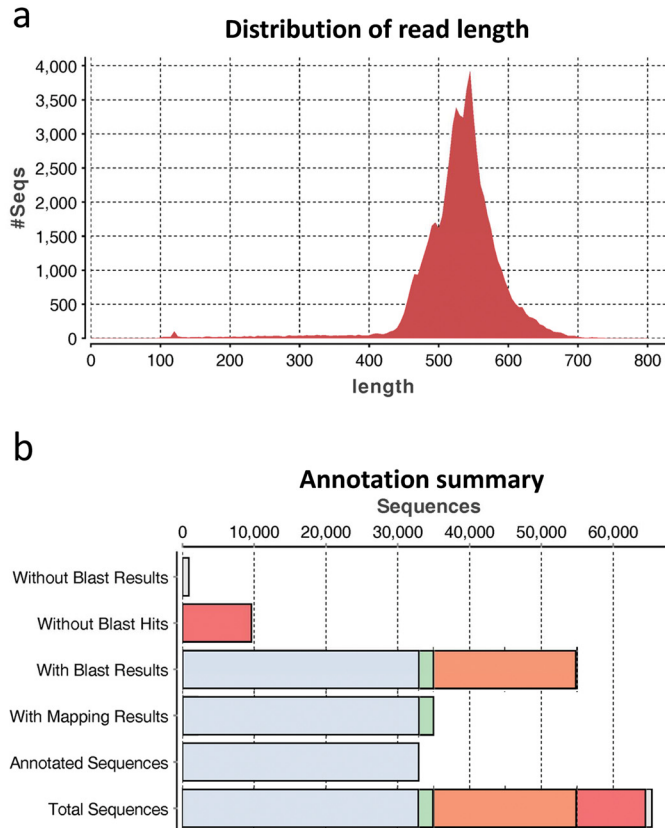 a
Distribution of read length
4,000
3,500
3,000
2,500
2,000
1,500
1,000
500
0
#Seqs
0 100 200 300 400 500 600 700 800
length
b
Annotation summary
Sequences
0 10,000 20,000 30,000 40,000 50,000 60,000
Without Blast Results
Without Blast Hits
With Blast Results
With Mapping Results
Annotated Sequences
Total Sequences